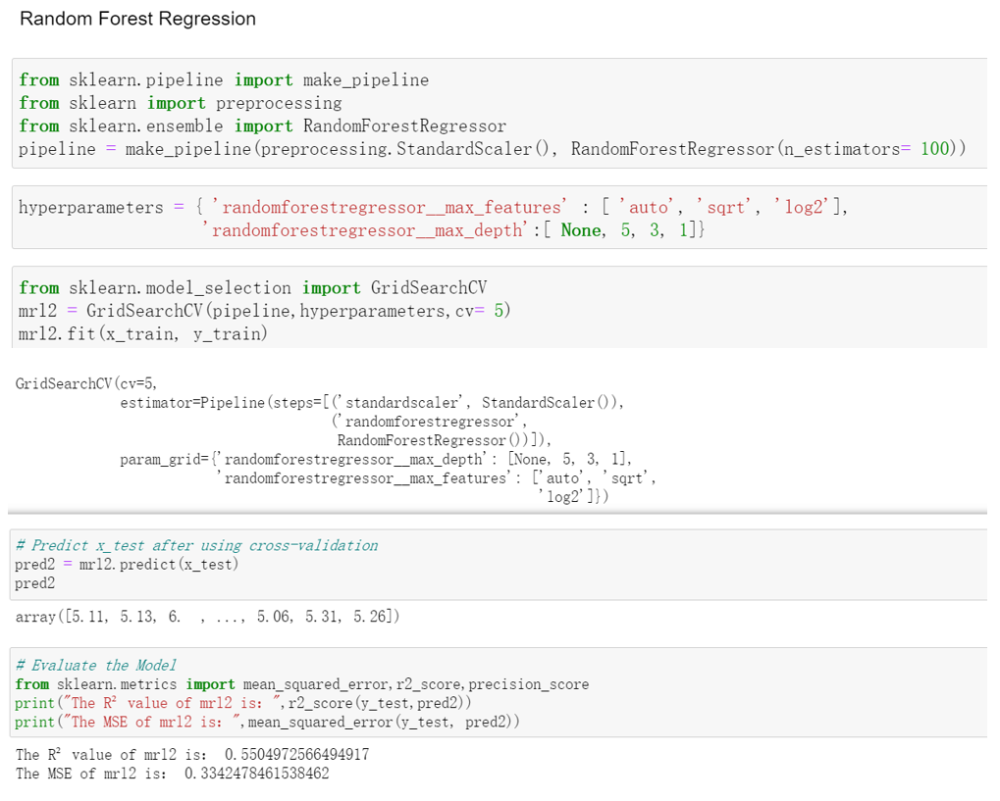 Random Forest Regression
from sklearn.pipeline import make_pipeline
from sklearn import preprocessing
from sklearn.ensemble import RandomForestRegressor
pipeline = make_pipeline(preprocessing.StandardScaler(), RandomForestRegressor(n_estimators= 100))
hyperparameters = { 'randomforestregressor__max_features' : [ 'auto', 'sqrt', 'log2'],
'randomforestregressor__max_depth':[ None, 5, 3, 1]}
from sklearn.model_selection import GridSearchCV
mrl2 = GridSearchCV(pipeline,hyperparameters,cv= 5)
mrl2.fit(x_train, y_train)
GridSearchCV(cv=5,
estimator=Pipeline(steps=[('standardscaler', StandardScaler()),
('randomforestregressor',
RandomForestRegressor())]),
param_grid={'randomforestregressor__max_depth': [None, 5, 3, 1],
'randomforestregressor__max_features': ['auto', 'sqrt',
'log2']})
# Predict x_test after using cross-validation
pred2 = mrl2.predict(x_test)
pred2
array([5.11, 5.13, 6.  , ..., 5.06, 5.31, 5.26])
# Evaluate the Model
from sklearn.metrics import mean_squared_error,r2_score,precision_score
print("The R² value of mrl2 is: ",r2_score(y_test,pred2))
print("The MSE of mrl2 is: ",mean_squared_error(y_test, pred2))
The R² value of mrl2 is:  0.5504972566494917
The MSE of mrl2 is:  0.3342478461538462